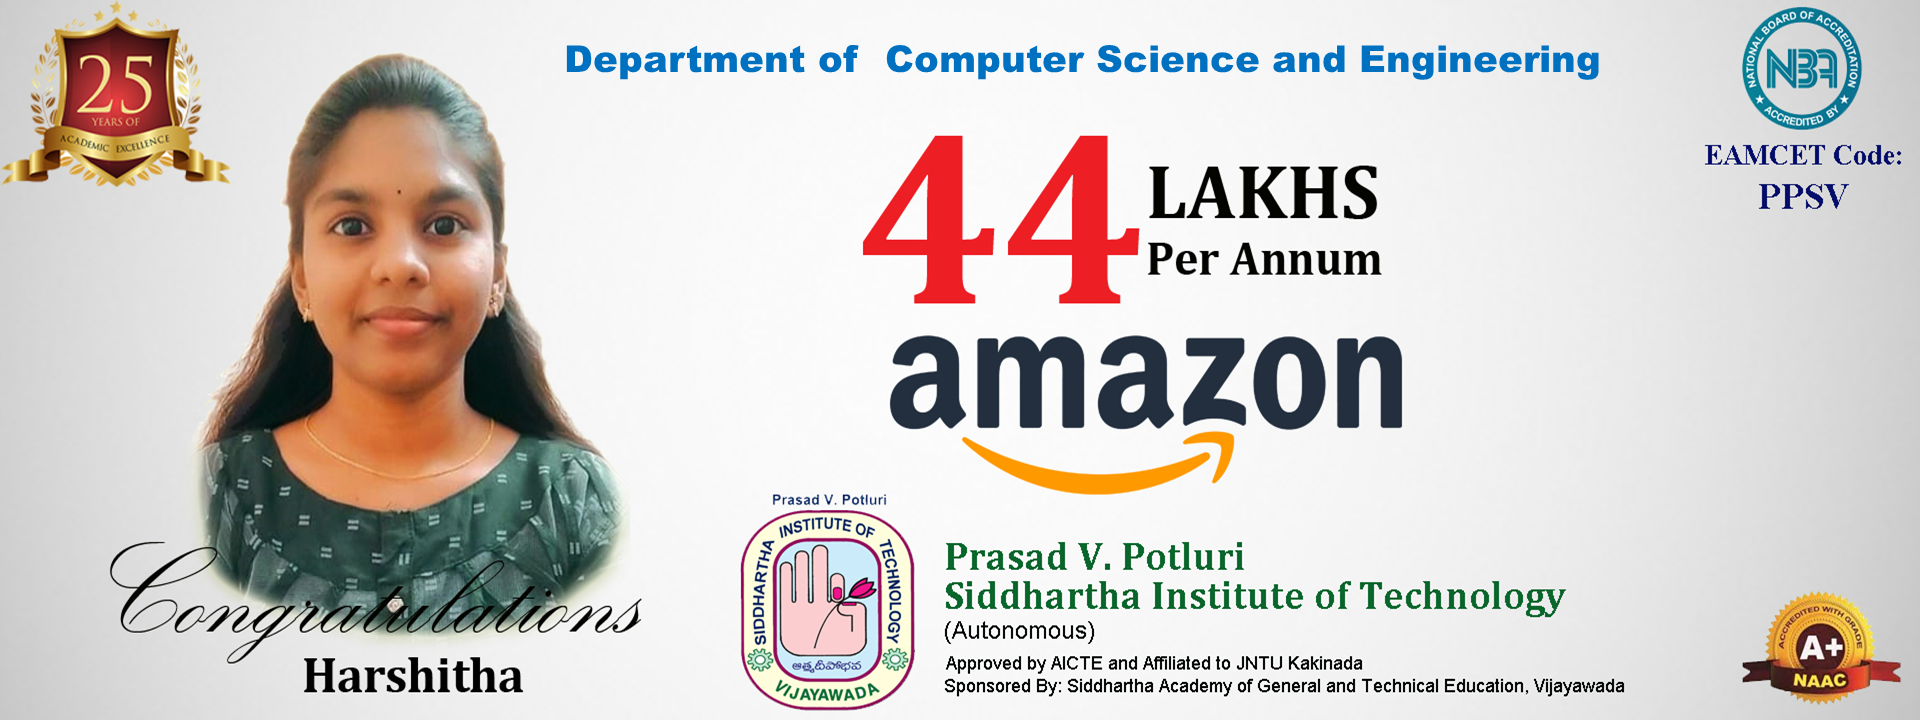 25
YEARS OF
ACADEMIC EXCELLENCE
Department of Computer Science and Engineering
NATIONAL BOARD OF ACCREDITATION
NBA
ACCREDITED BY
EAMCET Code:
PPSV
44 LAKHS
Per Annum
amazon
Congratulations
Harshitha
Prasad V. Potluri
SIDDHARTHA INSTITUTE OF TECHNOLOGY
ఆత్మదీపోభవ
VIJAYAWADA
Prasad V. Potluri
Siddhartha Institute of Technology
(Autonomous)
Approved by AICTE and Affiliated to JNTU Kakinada
Sponsored By: Siddhartha Academy of General and Technical Education, Vijayawada
ACCREDITED WITH GRADE
A+
NAAC